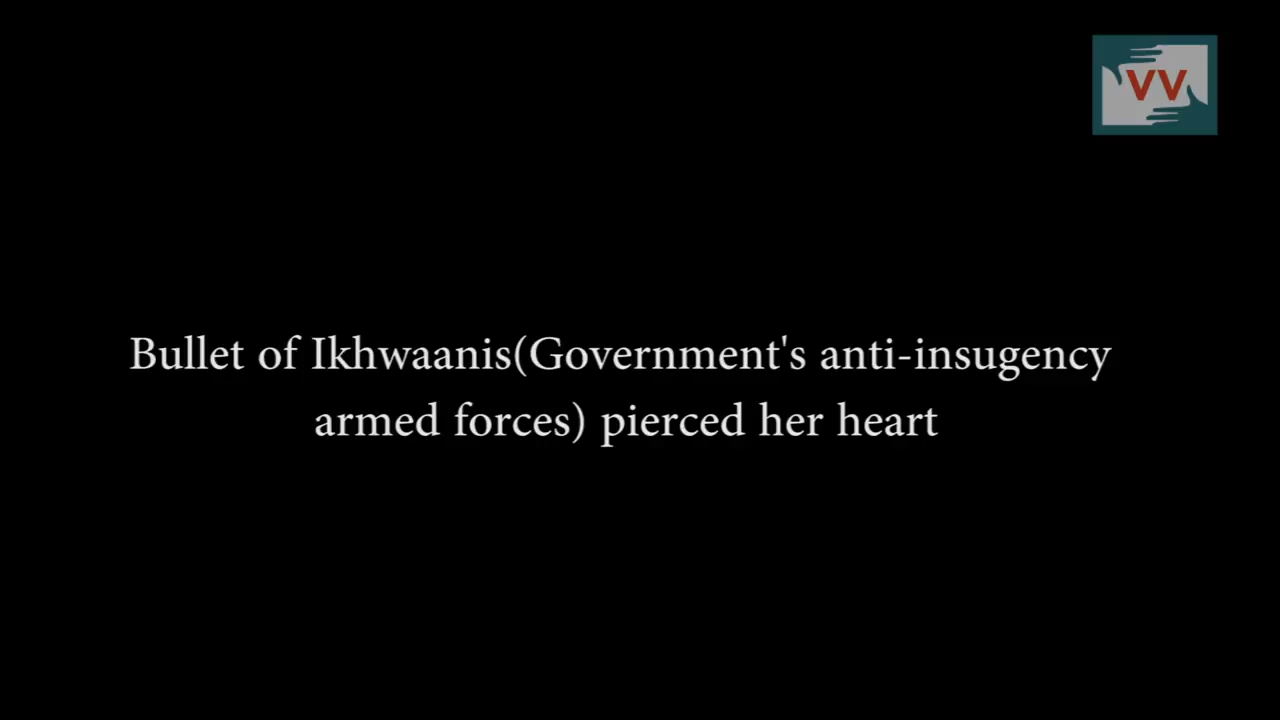 VV
Bullet of Ikhwaanis(Government's anti-insugency
armed forces) pierced her heart